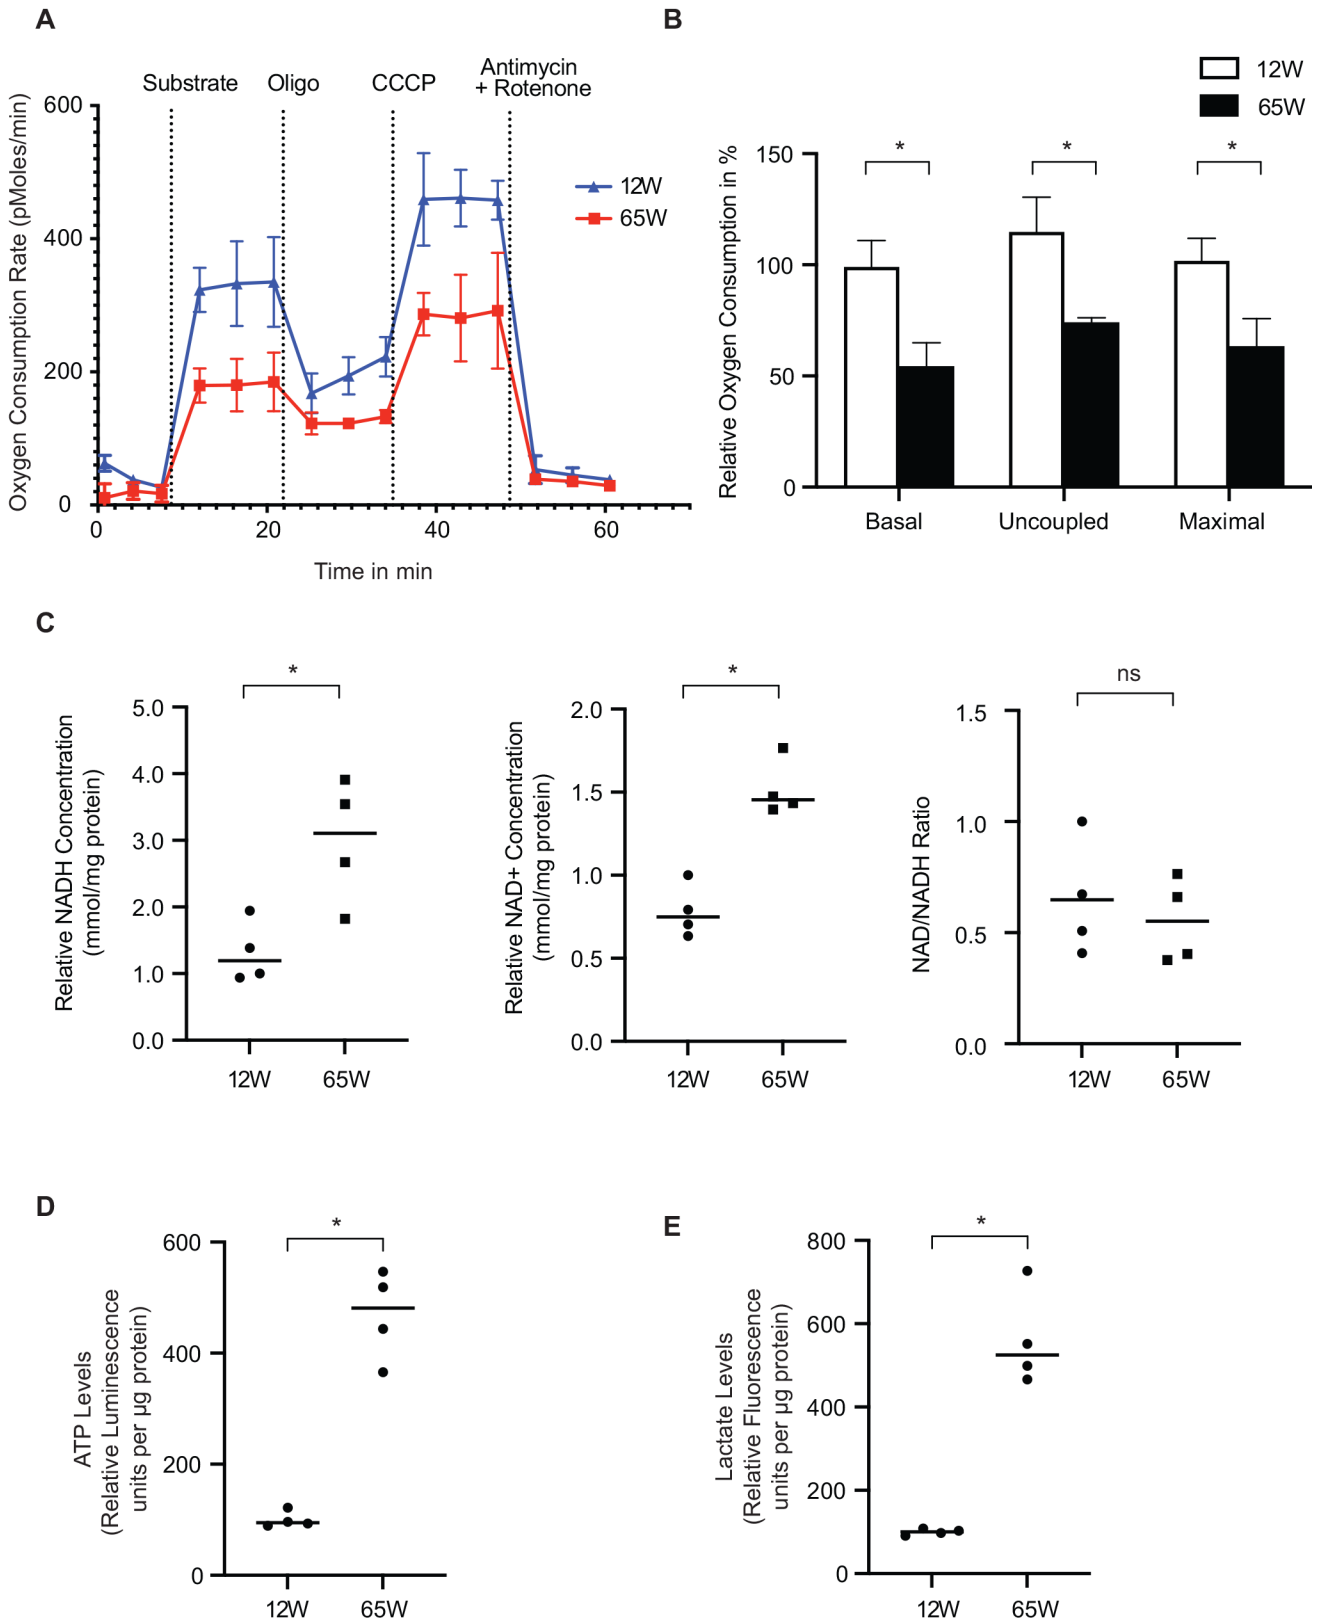 A
Substrate
Oligo
CCCP
Antimycin
+ Rotenone
Oxygen Consumption Rate (pMoles/min)
600
400
200
0
0
20
40
60
Time in min
12W
65W
B
12W
65W
Relative Oxygen Consumption in %
150
100
50
0
*
*
*
Basal
Uncoupled
Maximal
C
Relative NADH Concentration
(mmol/mg protein)
5.0
4.0
3.0
2.0
1.0
0.0
*
12W
65W
Relative NAD+ Concentration
(mmol/mg protein)
2.0
1.5
1.0
0.5
0.0
*
12W
65W
NAD/NADH Ratio
1.5
1.0
0.5
0.0
ns
12W
65W
D
ATP Levels
(Relative Luminescence
units per µg protein)
600
400
200
0
*
12W
65W
E
Lactate Levels
(Relative Fluorescence
units per µg protein)
800
600
400
200
0
*
12W
65W